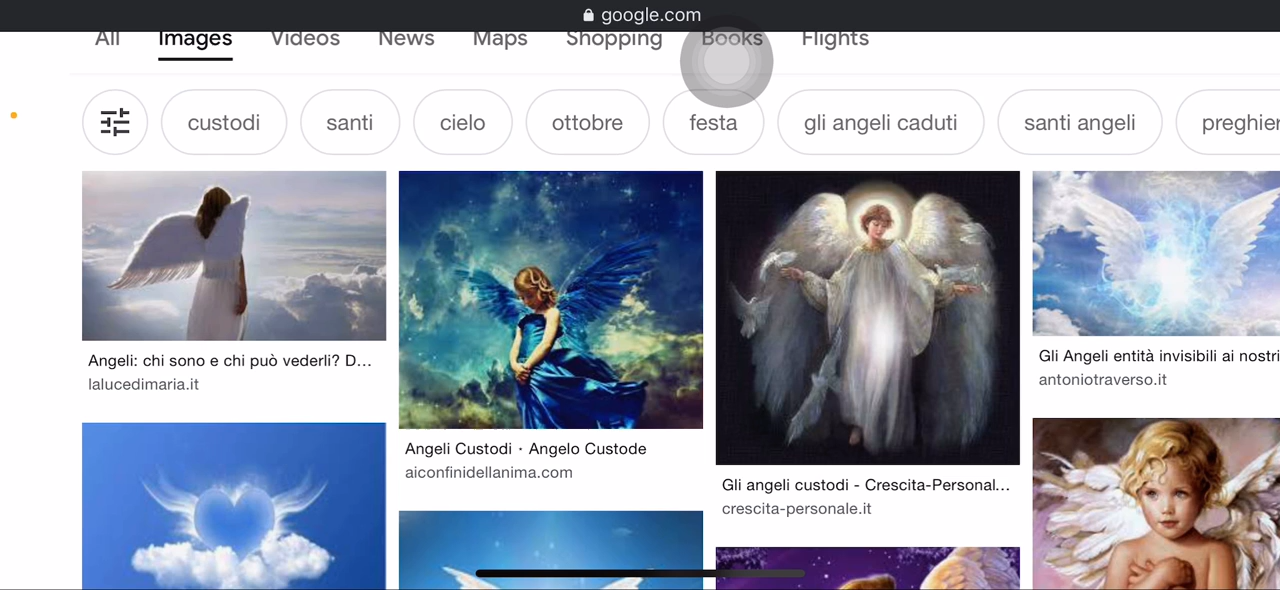 google.com
All Images Videos News Maps Shopping Books Flights
custodi santi cielo ottobre festa gli angeli caduti santi angeli
Angeli: chi sono e chi può vederli? D...
lalucedimaria.it
Angeli Custodi · Angelo Custode
aiconfinidellanima.com
Gli angeli custodi - Crescita-Personal...
crescita-personale.it
Gli Angeli entità invisibili ai nostri
antoniotraverso.it